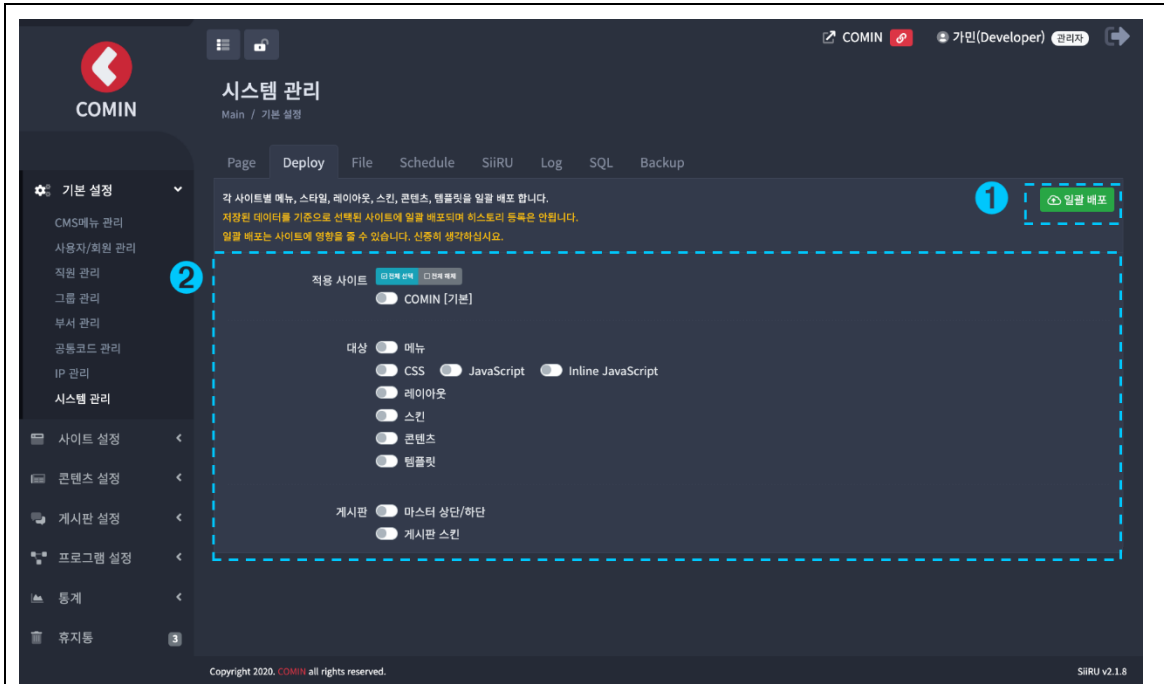 COMIN
COMIN
가민(Developer) 관리자
시스템 관리
Main / 기본 설정
Page Deploy File Schedule SiiRU Log SQL Backup
기본 설정
CMS메뉴 관리
사용자/회원 관리
직원 관리
그룹 관리
부서 관리
공통코드 관리
IP 관리
시스템 관리
사이트 설정
콘텐츠 설정
게시판 설정
프로그램 설정
통계
휴지통 3
각 사이트별 메뉴, 스타일, 레이아웃, 스킨, 콘텐츠, 템플릿을 일괄 배포 합니다.
저장된 데이터를 기준으로 선택된 사이트에 일괄 배포되며 히스토리 등록은 안됩니다.
일괄 배포는 사이트에 영향을 줄 수 있습니다. 신중히 생각하십시요.
1 일괄 배포
2
적용 사이트 전체 선택 전체 해제
COMIN [기본]
대상 메뉴
CSS JavaScript Inline JavaScript
레이아웃
스킨
콘텐츠
템플릿
게시판 마스터 상단/하단
게시판 스킨
Copyright 2020. COMIN all rights reserved. SiiRU v2.1.8